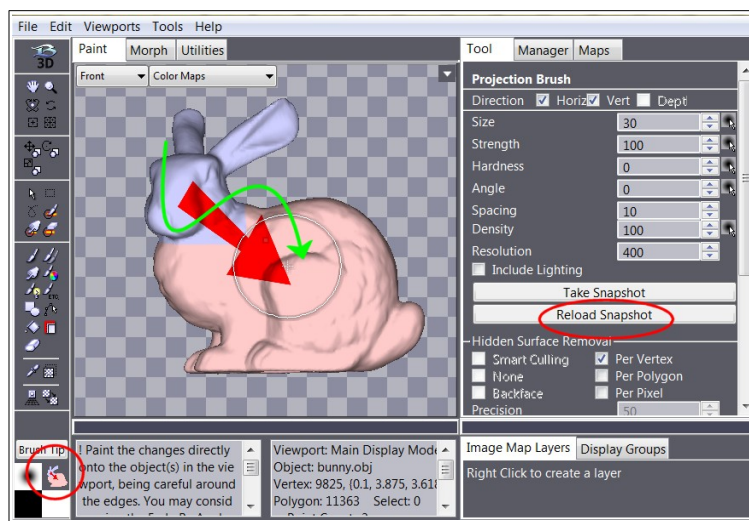 File Edit Viewports Tools Help
3D
Paint Morph Utilities
Front Color Maps
Tool Manager Maps
Projection Brush
Direction Horiz Vert Dept
Size 30
Strength 100
Hardness 0
Angle 0
Spacing 10
Density 100
Resolution 400
Include Lighting
Take Snapshot
Reload Snapshot
Hidden Surface Removal
Smart Culling Per Vertex
None Per Polygon
Backface Per Pixel
Precision 50
Brush Tip
! Paint the changes directly
onto the object(s) in the vie
wport, being careful around
the edges. You may consid
Viewport: Main Display Mode
Object: bunny.obj
Vertex: 9825, (0.1, 3.875, 3.618
Polygon: 11363 Select: 0
Image Map Layers Display Groups
Right Click to create a layer